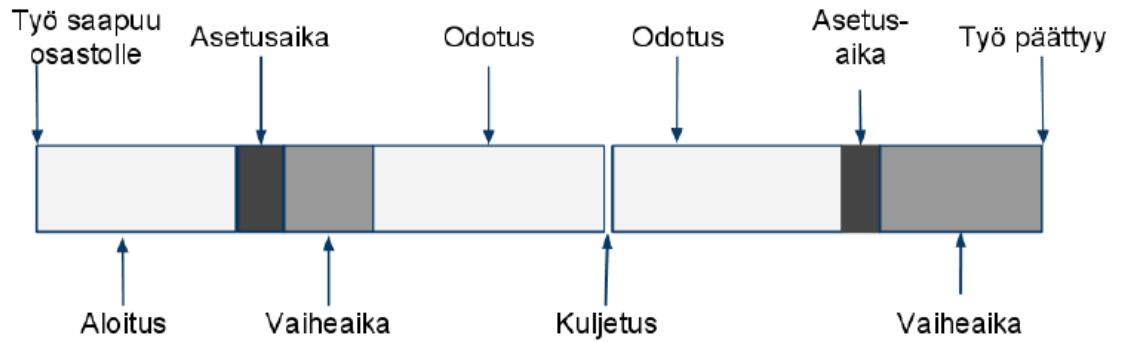 Työ saapuu
osastolle
Asetusaika
Odotus
Odotus
Asetus-
aika
Työ päättyy
Aloitus
Vaiheaika
Kuljetus
Vaiheaika